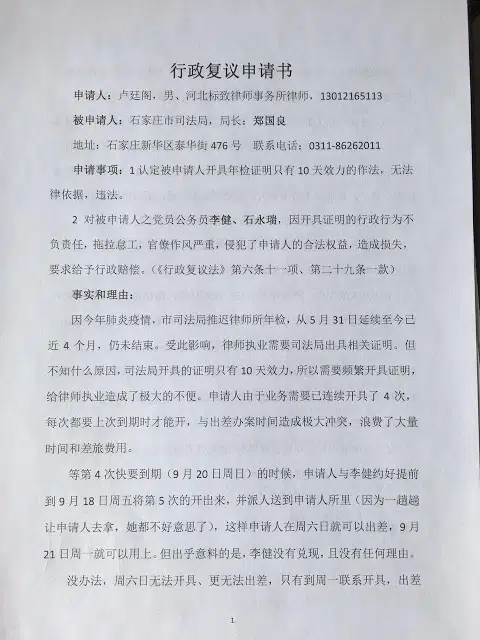 行政复议申请书
申请人：卢廷阁，男、河北标致律师事务所律师，13012165113
被申请人：石家庄市司法局，局长：郑国良
地址：石家庄新华区泰华街 476 号 联系电话：0311-86262011
申请事项：1 认定被申请人开具年检证明只有 10 天效力的作法，无法
律依据，违法。
2 对被申请人之党员公务员李健、石永瑞，因开具证明的行政行为不
负责任，拖拉怠工，官僚作风严重，侵犯了申请人的合法权益，造成损失，
要求给予行政赔偿。（《行政复议法》第六条十一项、第二十九条一款）
事实和理由：
因今年肺炎疫情，市司法局推迟律师所年检，从 5 月 31 日延续至今已
近 4 个月，仍未结束。受此影响，律师执业需要司法局出具相关证明。但
不知什么原因，司法局开具的证明只有 10 天效力，所以需要频繁开具证明，
给律师执业造成了极大的不便。申请人由于业务需要已连续开具了 4 次，
每次都要上次到期时才能开，与出差办案时间造成极大冲突，浪费了大量
时间和差旅费用。
等第 4 次快要到期（9 月 20 日周日）的时候，申请人与李健约好提前
到 9 月 18 日周五将第 5 次的开出来，并派人送到申请人所里（因为一趟趟
让申请人去拿，她都不好意思了），这样申请人在周六日就可以出差，9 月
21 日周一就可以用上。但出乎意料的是，李健没有兑现，且没有任何理由。
没办法，周六日无法开具、更无法出差，只有到周一联系开具，出差
1